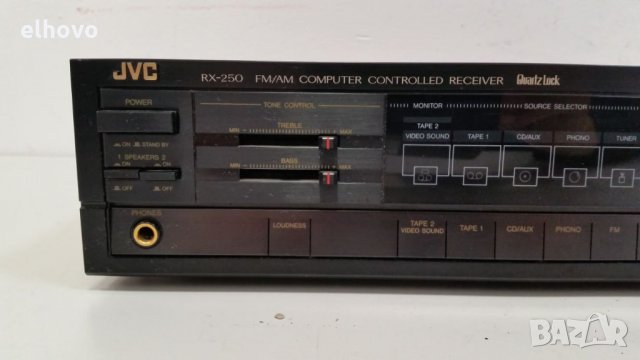 elhovo
JVC RX-250 FM/AM COMPUTER CONTROLLED RECEIVER Quartz Lock
POWER
TONE CONTROL
MONITOR SOURCE SELECTOR
TREBLE
MIN MAX
TAPE 2
VIDEO SOUND TAPE 1 CD/AUX PHONO TUNER
ON STAND BY
1 SPEAKERS 2
ON ON
BASS
MIN MAX
OFF OFF
PHONES
LOUDNESS
TAPE 2
VIDEO SOUND TAPE 1 CD/AUX PHONO FM
BAZAR
.bg